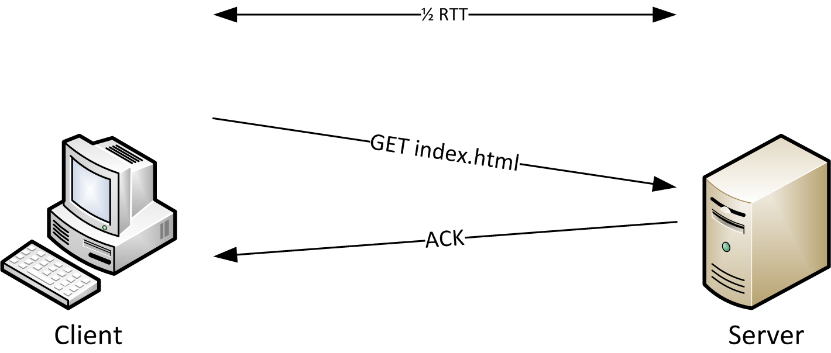 ½ RTT
GET index.html
ACK
Client
Server